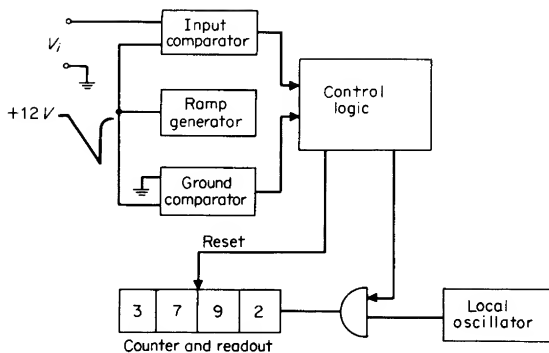 Input
comparator
V_i
Control
logic
+12 V
Ramp
generator
Ground
comparator
Reset
3 7 9 2
Local
oscillator
Counter and readout